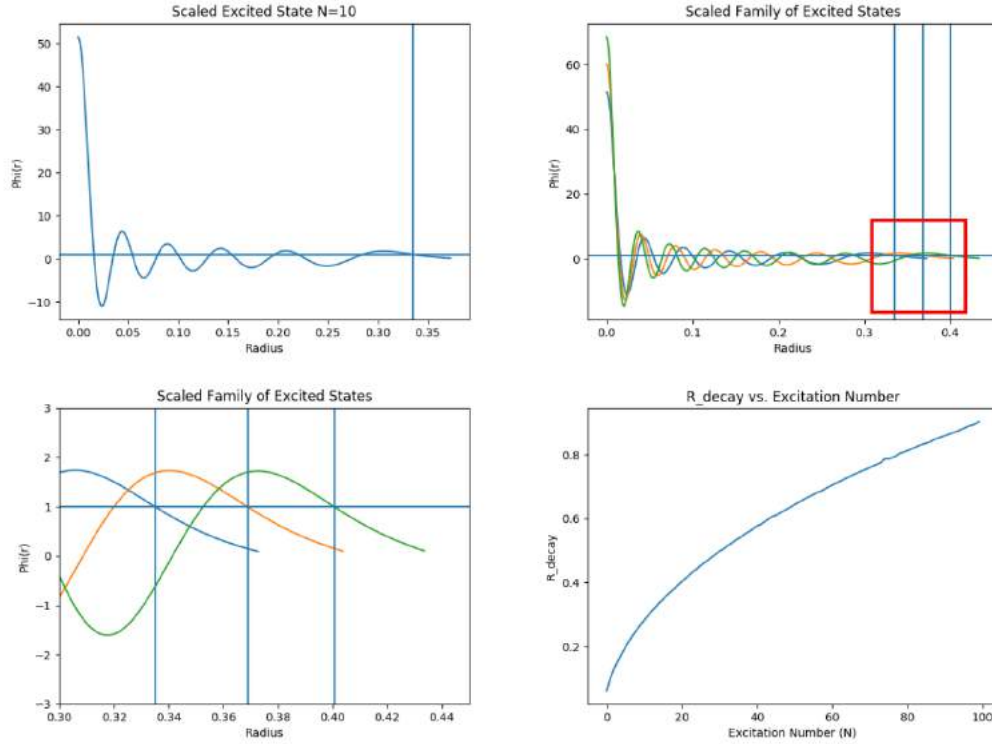 Scaled Excited State N=10
Phi(r)
50
40
30
20
10
0
−10
0.00 0.05 0.10 0.15 0.20 0.25 0.30 0.35
Radius
Scaled Family of Excited States
Phi(r)
60
40
20
0
0.0 0.1 0.2 0.3 0.4
Radius
Scaled Family of Excited States
Phi(r)
3
2
1
0
−1
−2
−3
0.30 0.32 0.34 0.36 0.38 0.40 0.42 0.44
Radius
R_decay vs. Excitation Number
R_decay
0.8
0.6
0.4
0.2
0 20 40 60 80 100
Excitation Number (N)